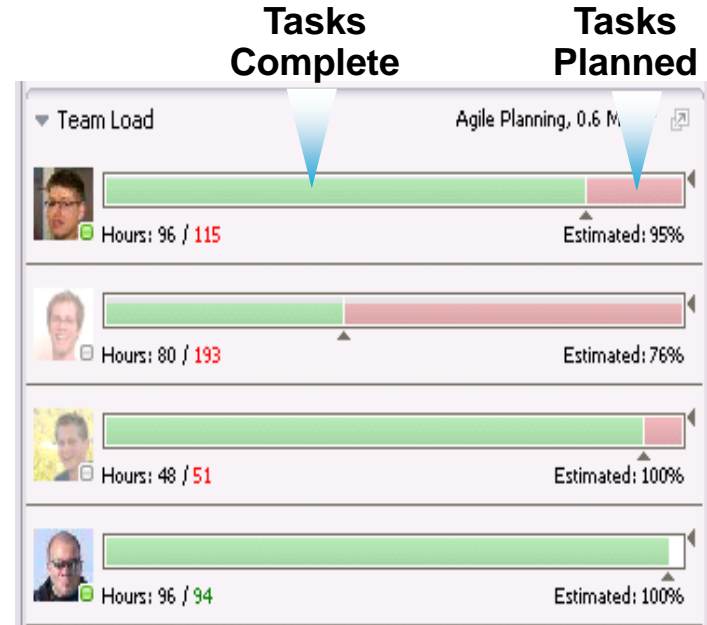 Tasks Complete
Tasks Planned
Team Load
Agile Planning, 0.6 M
Hours: 96 / 115
Estimated: 95%
Hours: 80 / 193
Estimated: 76%
Hours: 48 / 51
Estimated: 100%
Hours: 96 / 94
Estimated: 100%